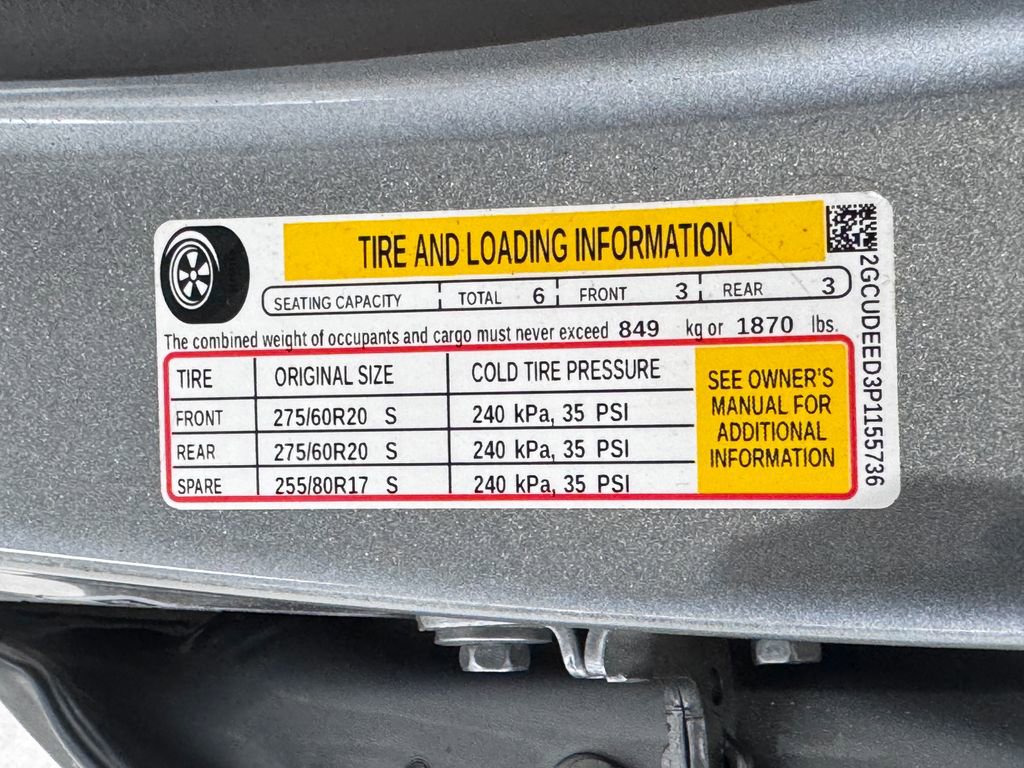 TIRE AND LOADING INFORMATION
SEATING CAPACITY TOTAL 6 FRONT 3 REAR 3
The combined weight of occupants and cargo must never exceed 849 kg or 1870 lbs.
TIRE ORIGINAL SIZE COLD TIRE PRESSURE
FRONT 275/60R20 S 240 kPa, 35 PSI
REAR 275/60R20 S 240 kPa, 35 PSI
SPARE 255/80R17 S 240 kPa, 35 PSI
SEE OWNER'S
MANUAL FOR
ADDITIONAL
INFORMATION
2GCUDEED3P1155736